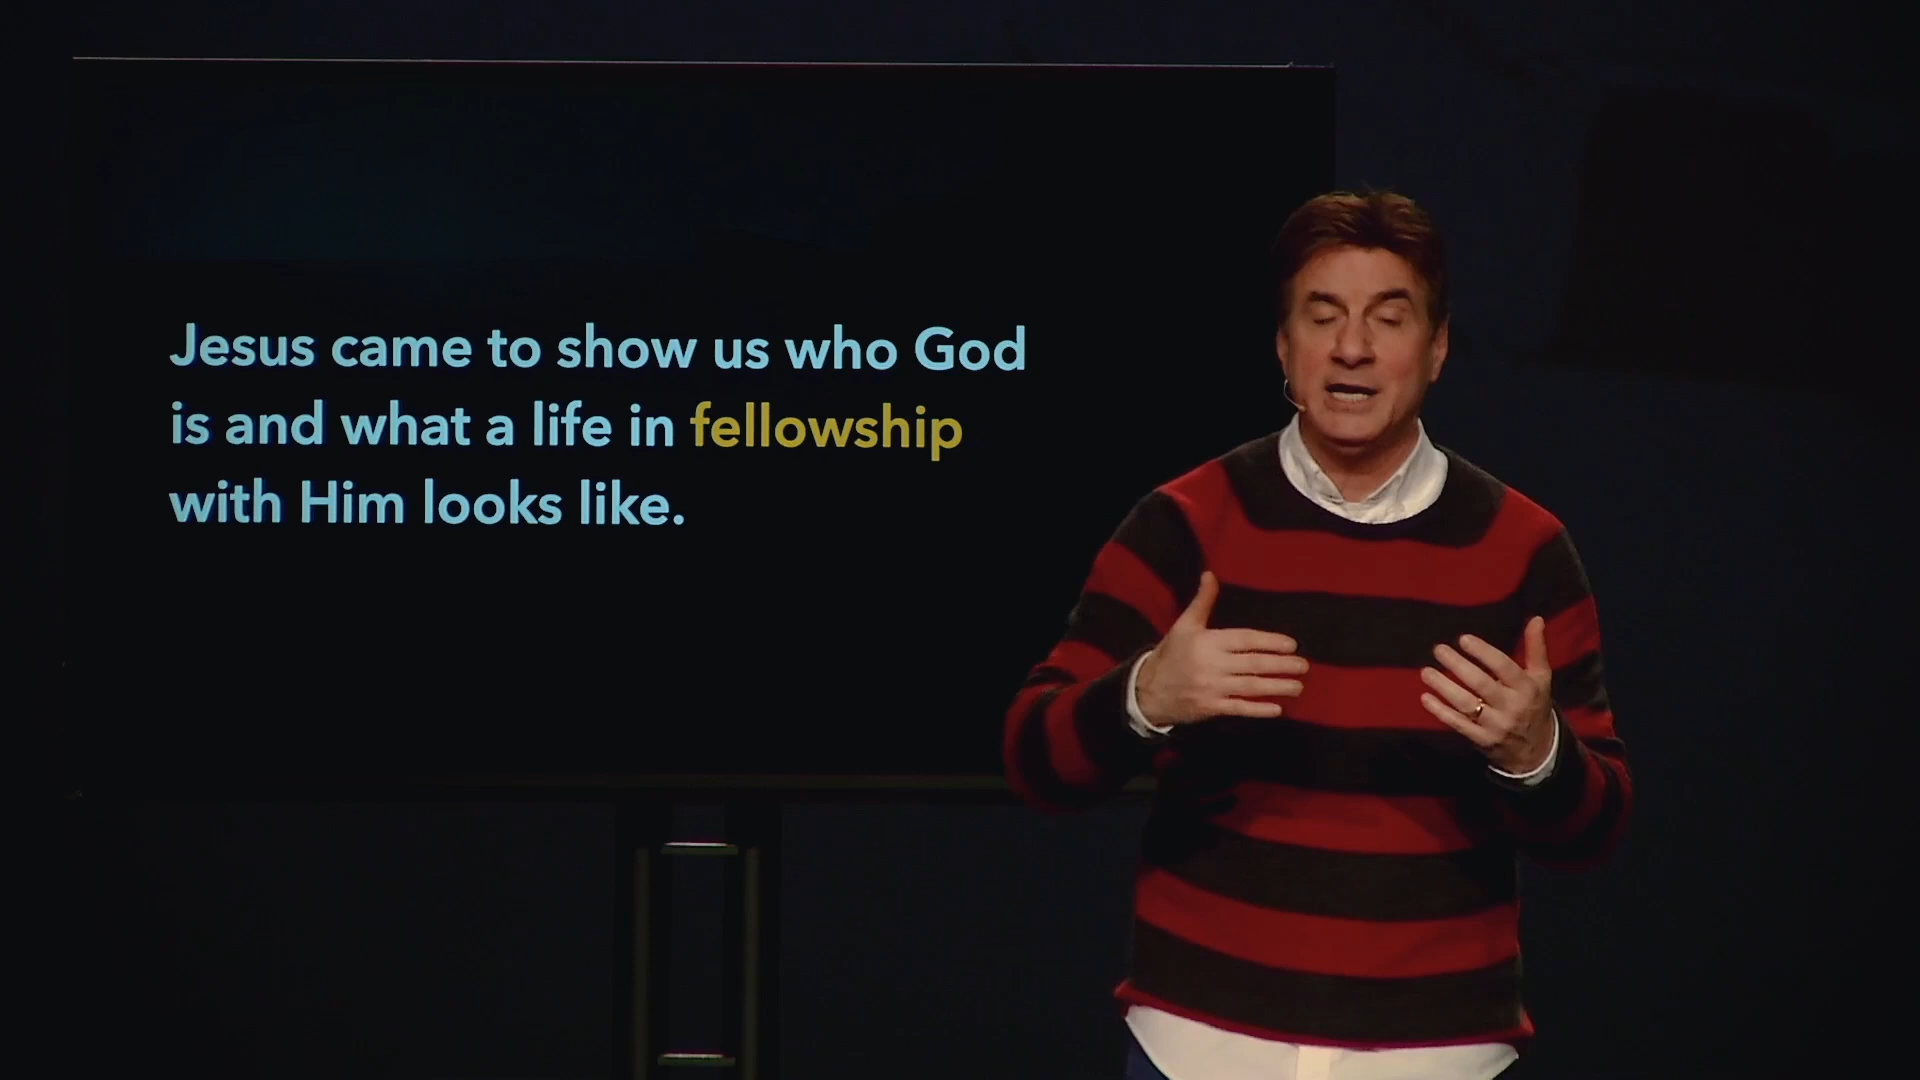 Jesus came to show us who God
is and what a life in fellowship
with Him looks like.